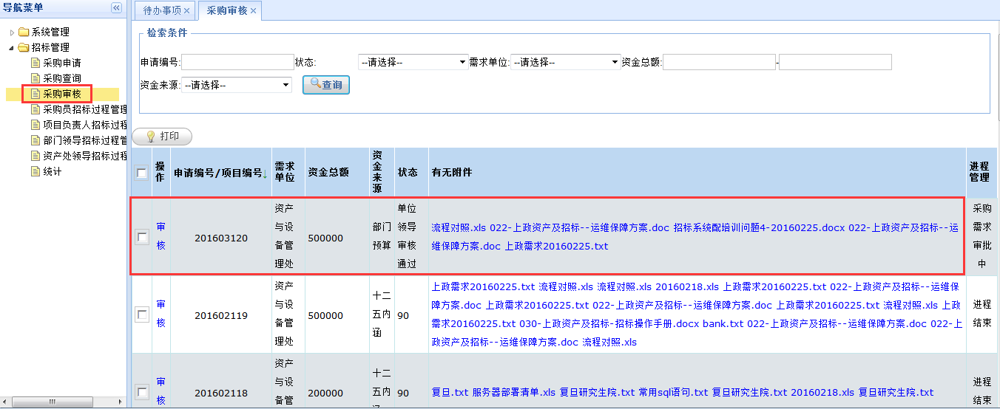 导航菜单
系统管理
招标管理
采购申请
采购查询
采购审核
采购员招标过程管理
项目负责人招标过程
部门领导招标过程管
资产处领导招标过程
统计
待办事项 采购审核
检索条件
申请编号: 状态: --请选择-- 需求单位: --请选择-- 资金总额: -
资金来源: --请选择-- 查询
打印
操作 申请编号/项目编号↓ 需求单位 资金总额 资金来源 状态 有无附件 进程管理
审核 201603120 资产与设备管理处 500000 部门预算 单位领导审核通过
流程对照.xls 022-上政资产及招标--运维保障方案.doc 招标系统配培训问题4-20160225.docx 022-上政资产及招标--运
维保障方案.doc 上政需求20160225.txt
采购需求审批中
审核 201602119 资产与设备管理处 500000 十二五内涵 90
上政需求20160225.txt 流程对照.xls 流程对照.xls 20160218.xls 上政需求20160225.txt 022-上政资产及招标--运维保
障方案.doc 上政需求20160225.txt 022-上政资产及招标--运维保障方案.doc 上政需求20160225.txt 流程对照.xls 上政
需求20160225.txt 030-上政资产及招标-招标操作手册.docx bank.txt 022-上政资产及招标--运维保障方案.doc 022-上
政资产及招标--运维保障方案.doc 流程对照.xls
进程结束
审核 201602118 资产与设备管 200000 十二五内 90
复旦.txt 服务器部署清单.xls 复旦研究生院.txt 常用sql语句.txt 复旦研究生院.txt 20160218.xls 复旦研究生院.txt
进程结束